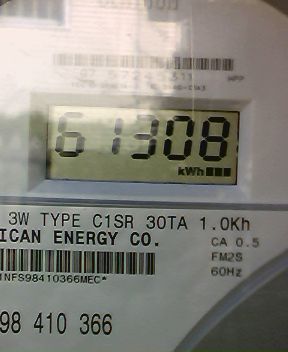 61308
kWh
3W TYPE C1SR 30TA 1.0Kh
ICAN ENERGY CO.
CA 0.5
FM2S
60Hz
1NFS98410366MEC*
98 410 366